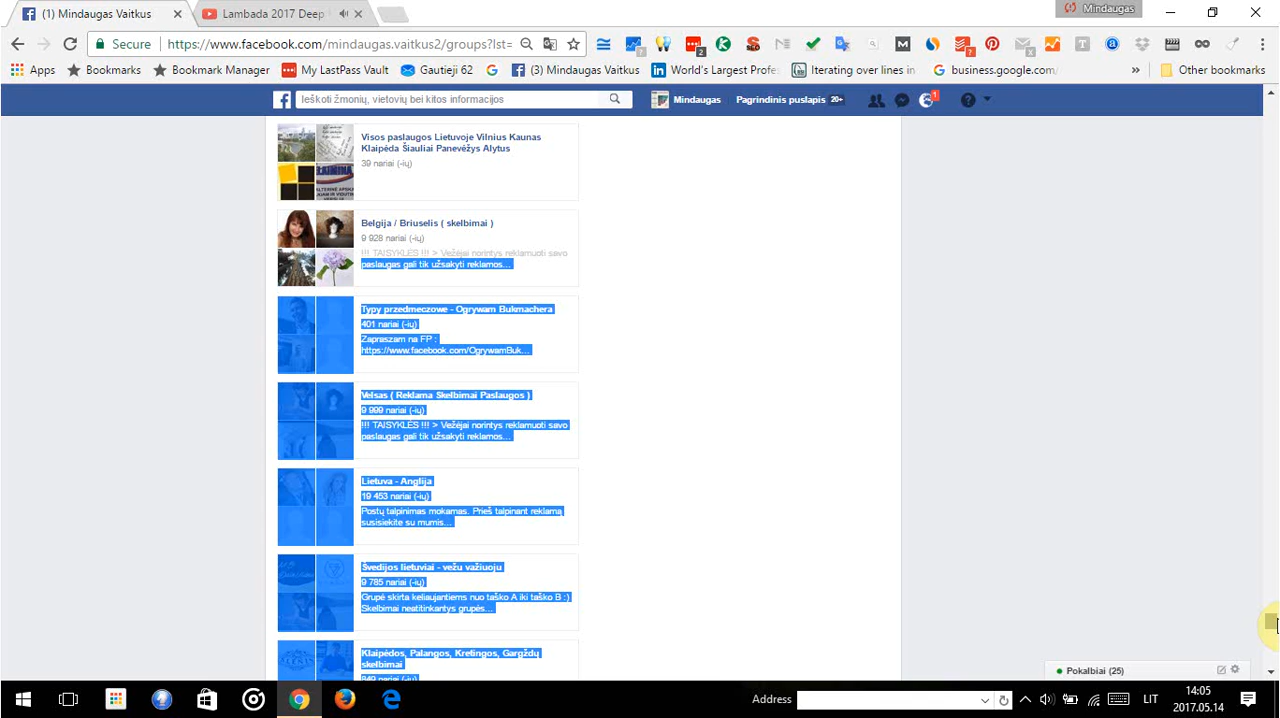 (1) Mindaugas Vaitkus
Lambada 2017 Deep
Mindaugas
Secure
https://www.facebook.com/mindaugas.vaitkus2/groups?lst=
Apps
Bookmarks
Bookmark Manager
My LastPass Vault
Gautieji 62
(1) Mindaugas Vaitkus
World's Largest Profe
Iterating over lines in
business.google.com/
»
Other bookmarks
Ieškoti žmonių, vietovių bei kitos informacijos
Mindaugas
Pagrindinis puslapis 20+
1
Visos paslaugos Lietuvoje Vilnius Kaunas
Klaipėda Šiauliai Panevėžys Alytus
39 nariai (-ių)
Belgija / Briuselis ( skelbimai )
9 928 nariai (-ių)
!!! TAISYKLĖS !!! > Vežėjai norintys reklamuoti savo
paslaugas gali tik užsakyti reklamos...
Typy przedmeczowe - Ogrywam Bukmachera
401 nariai (-ių)
Zapraszam na FP :
https://www.facebook.com/OgrywamBuk...
Velsas ( Reklama Skelbimai Paslaugos )
9 999 nariai (-ių)
!!! TAISYKLĖS !!! > Vežėjai norintys reklamuoti savo
paslaugas gali tik užsakyti reklamos...
Lietuva - Anglija
19 453 nariai (-ių)
Postų talpinimas mokamas. Prieš talpinant reklamą
susisiekite su mumis...
Švedijos lietuviai - vežu važiuoju
9 785 nariai (-ių)
Grupė skirta keliaujantiems nuo taško A iki taško B :)
Skelbimai neatitinkantys grupės...
Klaipėdos, Palangos, Kretingos, Gargždų
skelbimai
849 nariai (-ių)
Pokalbiai (25)
Address
LIT
14:05
2017.05.14